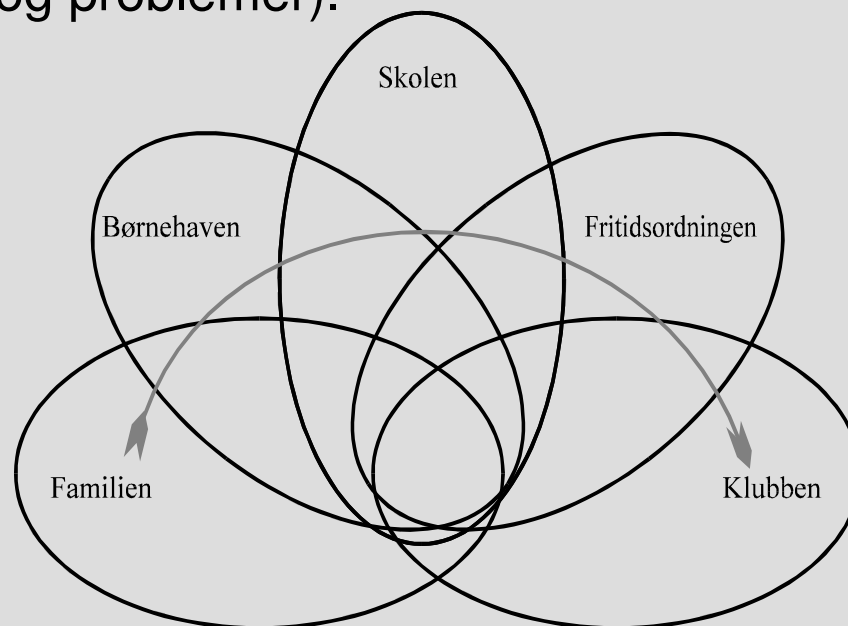 og problemer).
Skolen
Børnehaven
Fritidsordningen
Familien
Klubben